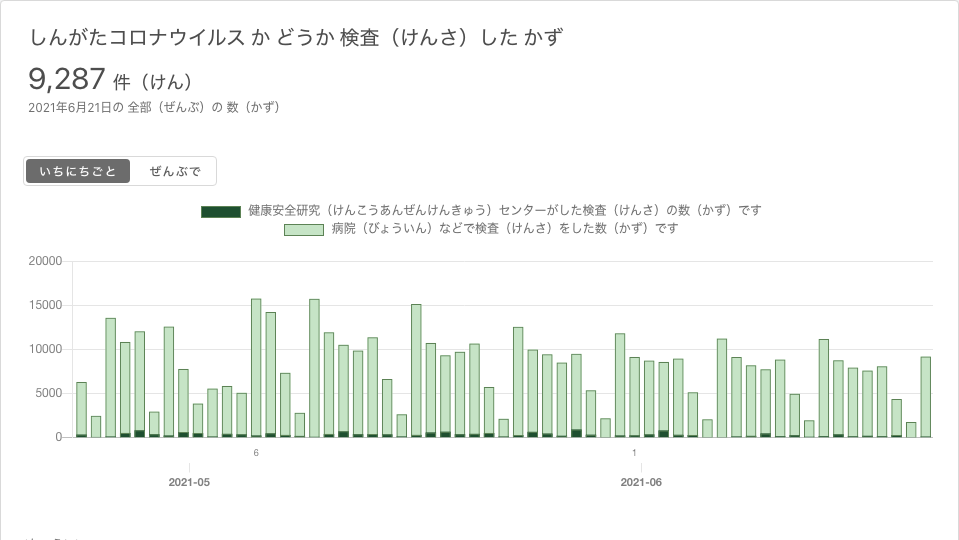 しんがたコロナウイルス か どうか 検査（けんさ）した かず
9,287 件（けん）
2021年6月21日の 全部（ぜんぶ）の 数（かず）
いちにちごと ぜんぶで
健康安全研究（けんこうあんぜんけんきゅう）センターがした検査（けんさ）の数（かず）です
病院（びょういん）などで検査（けんさ）をした数（かず）です
20000
15000
10000
5000
0
6 1
2021-05 2021-06